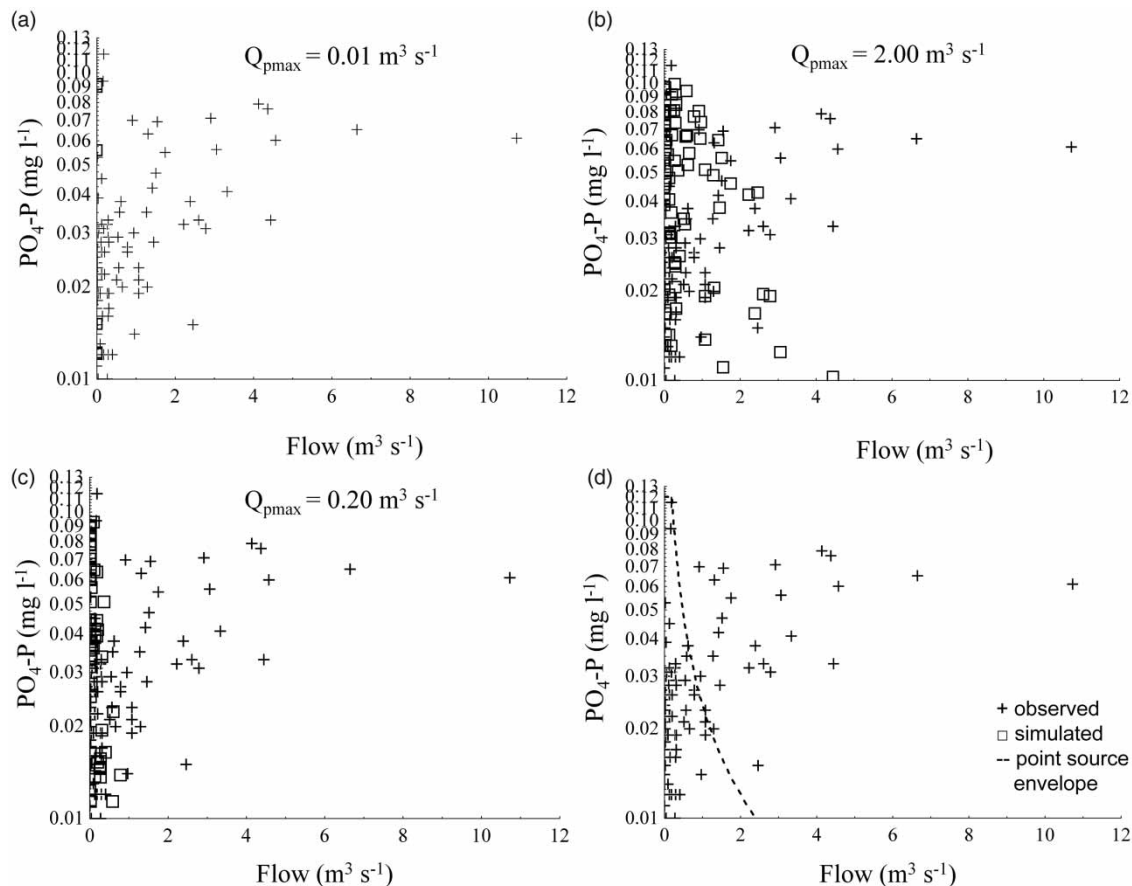 (a)
Q_pmax = 0.01 m³ s⁻¹
PO₄-P (mg l⁻¹)
0.13
0.12
0.11
0.10
0.09
0.08
0.07
0.06
0.05
0.04
0.03
0.02
0.01
0 2 4 6 8 10 12
Flow (m³ s⁻¹)
(b)
Q_pmax = 2.00 m³ s⁻¹
PO₄-P (mg l⁻¹)
0.13
0.12
0.11
0.10
0.09
0.08
0.07
0.06
0.05
0.04
0.03
0.02
0.01
0 2 4 6 8 10 12
Flow (m³ s⁻¹)
(c)
Q_pmax = 0.20 m³ s⁻¹
PO₄-P (mg l⁻¹)
0.13
0.12
0.11
0.10
0.09
0.08
0.07
0.06
0.05
0.04
0.03
0.02
0.01
0 2 4 6 8 10 12
Flow (m³ s⁻¹)
(d)
PO₄-P (mg l⁻¹)
0.13
0.12
0.11
0.10
0.09
0.08
0.07
0.06
0.05
0.04
0.03
0.02
0.01
0 2 4 6 8 10 12
Flow (m³ s⁻¹)
observed
simulated
point source
envelope